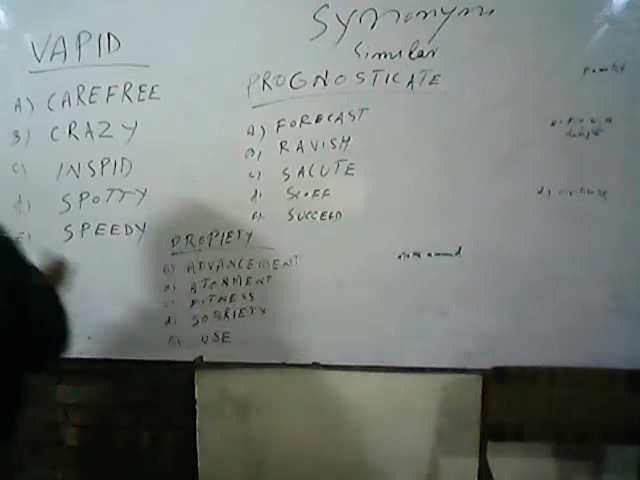 Synonyms
Similar
VAPID
A) CAREFREE
B) CRAZY
C) INSPID
d) SPOTTY
E) SPEEDY
PROGNOSTICATE
A) FORECAST
B) RAVISH
c) SALUTE
d) SCOFF
e) SUCCEED
PROPIETY
a) ADVANCEMENT
ATONMENT
c) FITNESS
d) SOBRIETY
USE